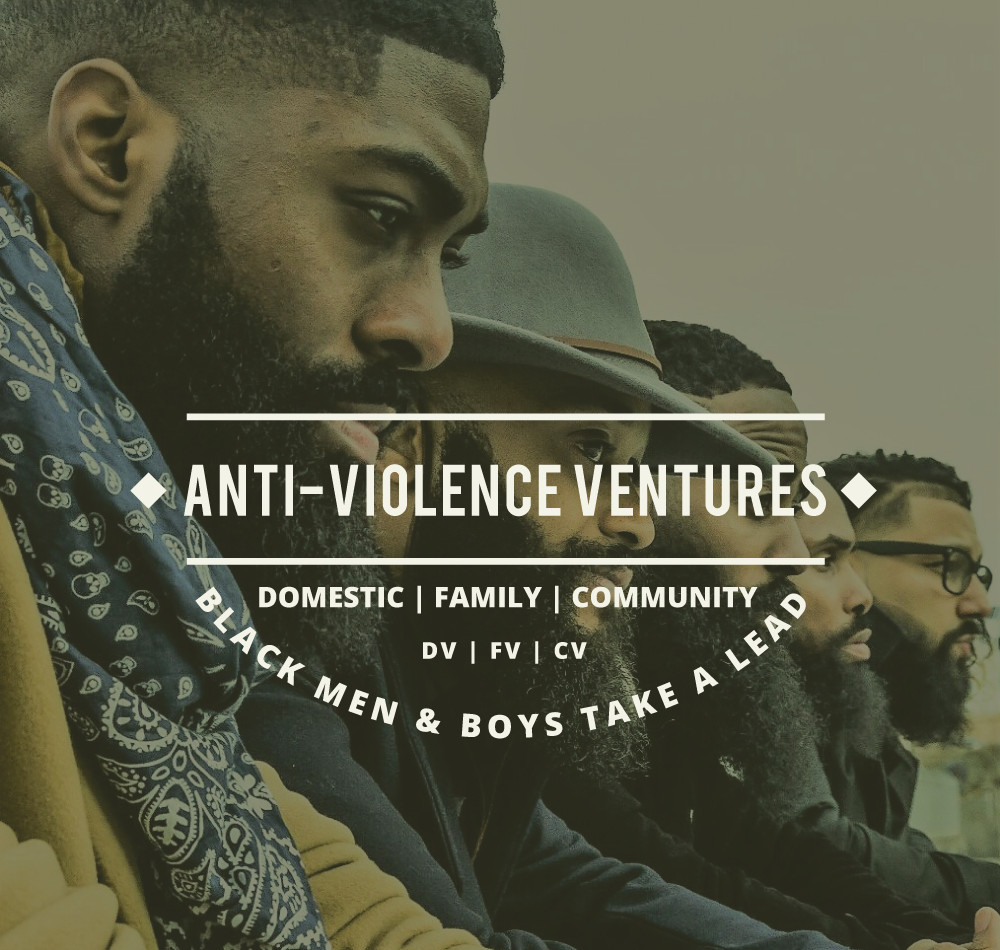 ANTI-VIOLENCE VENTURES
DOMESTIC | FAMILY | COMMUNITY
DV | FV | CV
BLACK MEN & BOYS TAKE A LEAD